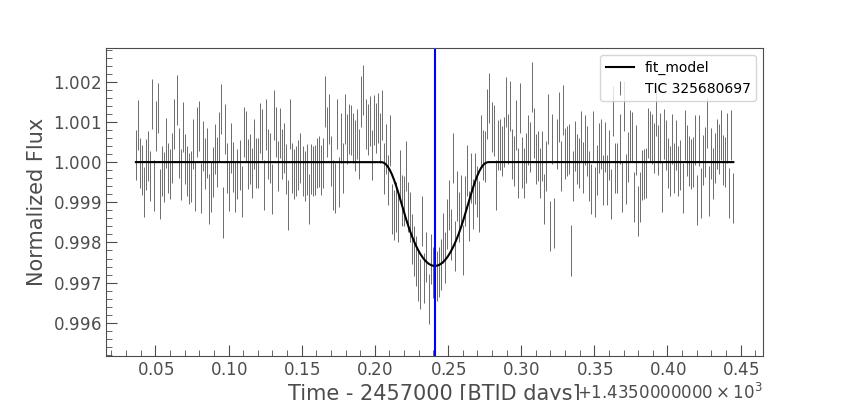 fit_model
TIC 325680697
Normalized Flux
1.002
1.001
1.000
0.999
0.998
0.997
0.996
0.05 0.10 0.15 0.20 0.25 0.30 0.35 0.40 0.45
Time - 2457000 [BTJD days]
+1.4350000000 × 10³